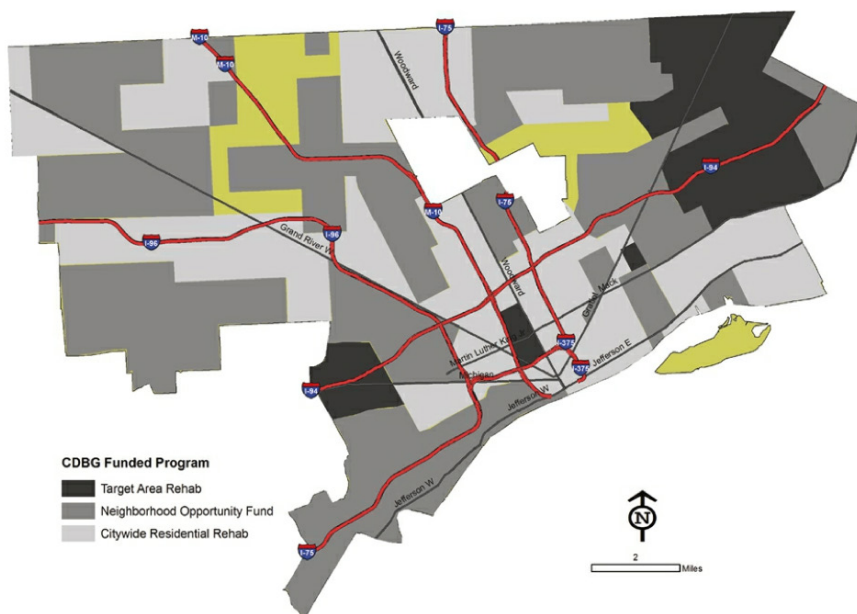 M-10
M-10
I-75
Woodward
I-94
M-10
I-75
I-96
I-96
Grand River W
Woodward
Gratiot
Mack
Martin Luther King Jr
I-375
I-375
Jefferson E
Michigan
I-94
Jefferson W
Jefferson W
I-75
CDBG Funded Program
Target Area Rehab
Neighborhood Opportunity Fund
Citywide Residential Rehab
N
2
Miles